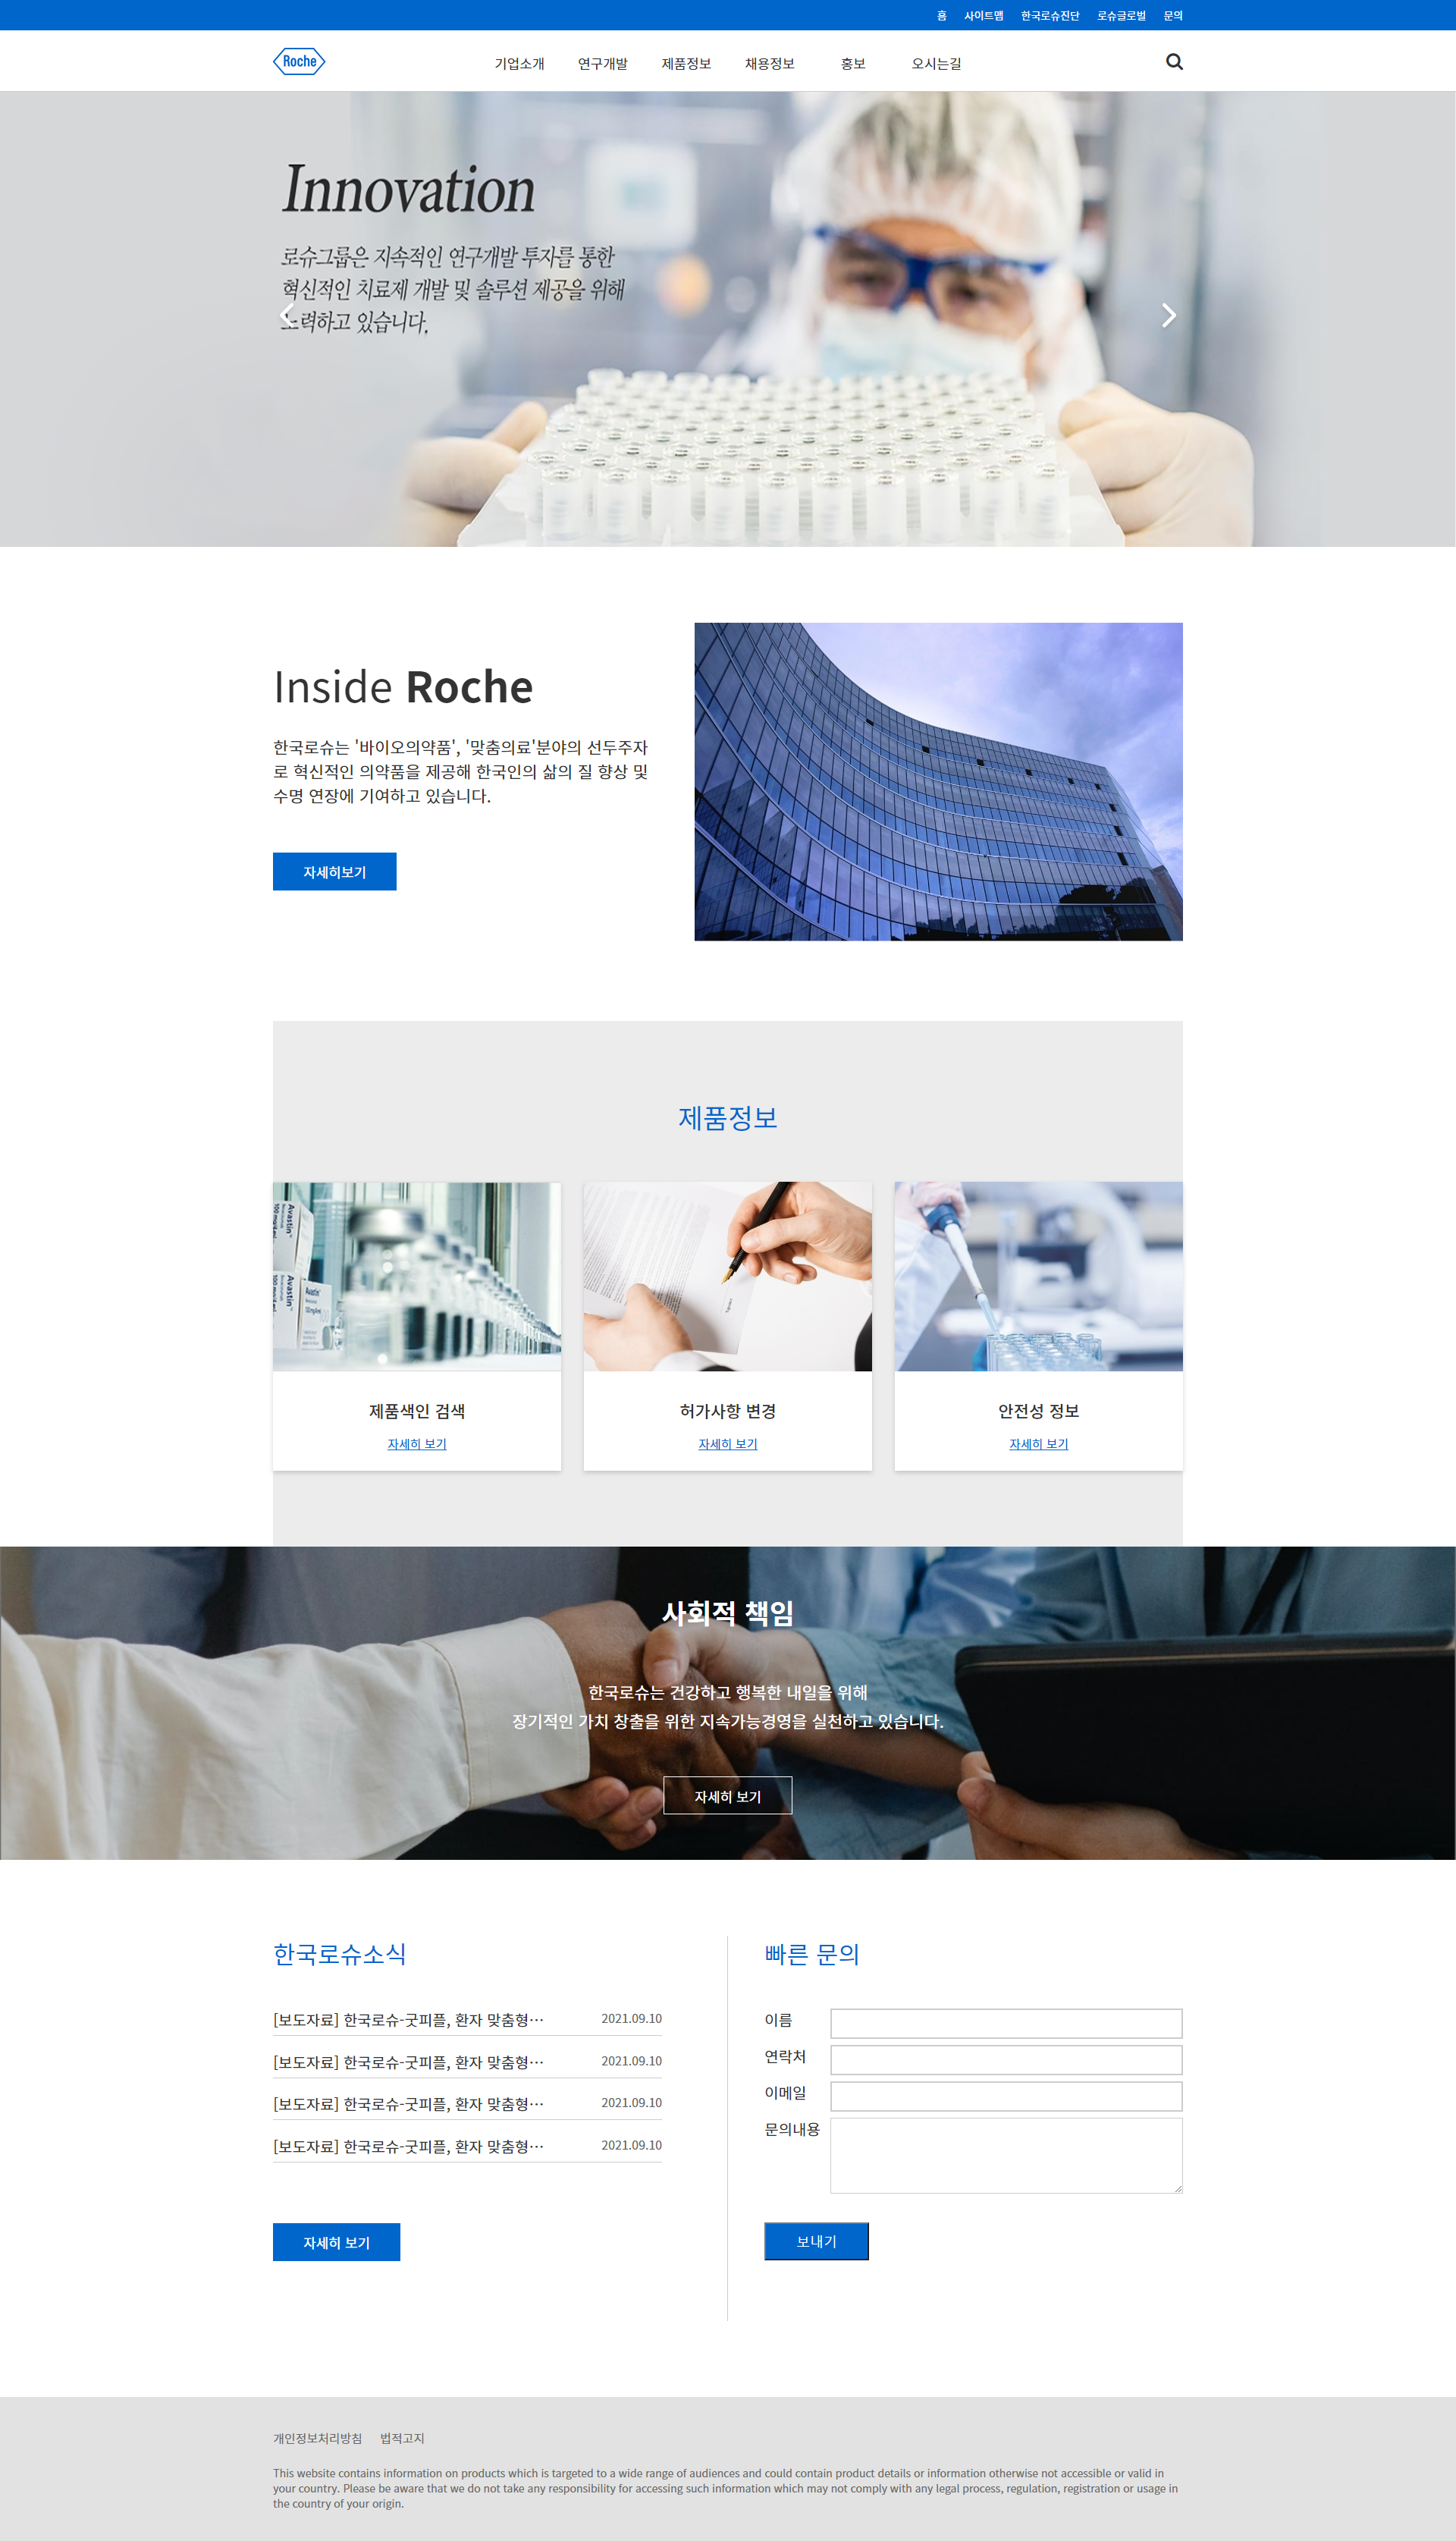 홈 사이트맵 한국로슈진단 로슈글로벌 문의
Roche 기업소개 연구개발 제품정보 채용정보 홍보 오시는길
Innovation
로슈그룹은 지속적인 연구개발 투자를 통한
혁신적인 치료제 개발 및 솔루션 제공을 위해
노력하고 있습니다.
Inside Roche
한국로슈는 '바이오의약품', '맞춤의료'분야의 선두주자
로 혁신적인 의약품을 제공해 한국인의 삶의 질 향상 및
수명 연장에 기여하고 있습니다.
자세히보기
제품정보
Avastin
Avastin
Avastin
제품색인 검색
자세히 보기
허가사항 변경
자세히 보기
안전성 정보
자세히 보기
사회적 책임
한국로슈는 건강하고 행복한 내일을 위해
장기적인 가치 창출을 위한 지속가능경영을 실천하고 있습니다.
자세히 보기
한국로슈소식
[보도자료] 한국로슈-굿피플, 환자 맞춤형… 2021.09.10
[보도자료] 한국로슈-굿피플, 환자 맞춤형… 2021.09.10
[보도자료] 한국로슈-굿피플, 환자 맞춤형… 2021.09.10
[보도자료] 한국로슈-굿피플, 환자 맞춤형… 2021.09.10
자세히 보기
빠른 문의
이름
연락처
이메일
문의내용
보내기
개인정보처리방침 법적고지
This website contains information on products which is targeted to a wide range of audiences and could contain product details or information otherwise not accessible or valid in
your country. Please be aware that we do not take any responsibility for accessing such information which may not comply with any legal process, regulation, registration or usage in
the country of your origin.